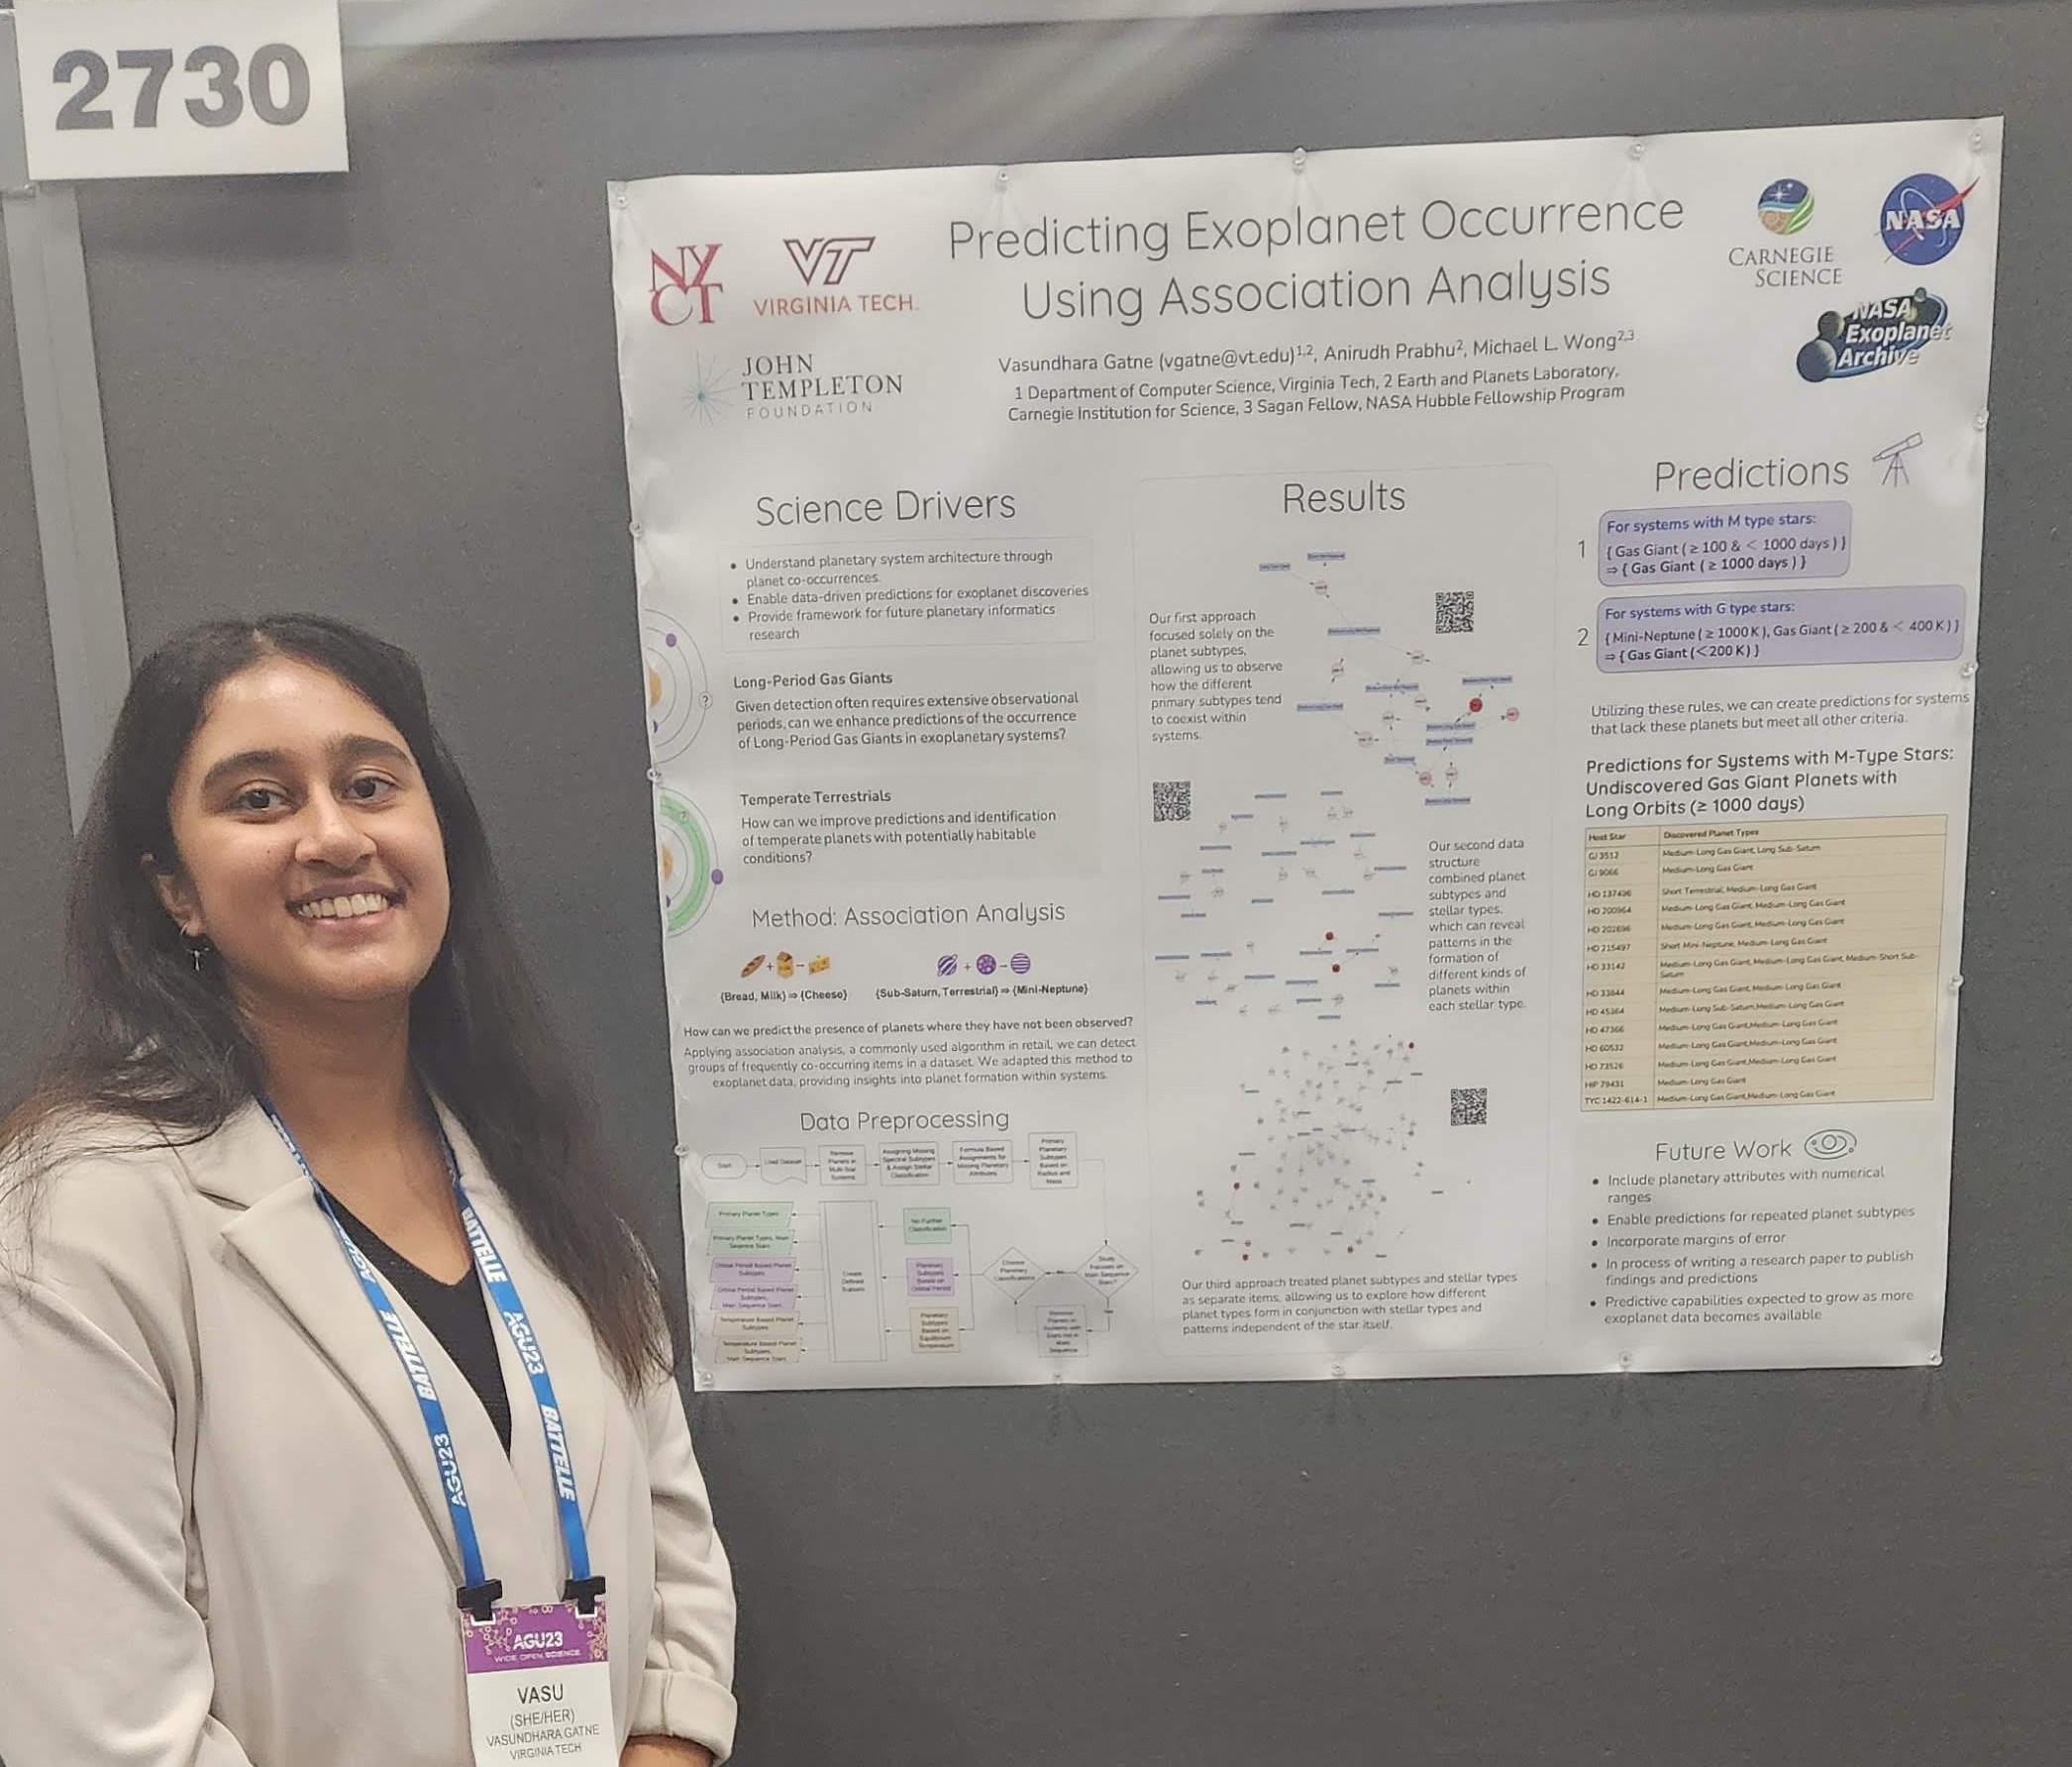 2730
NY
CT
VT
VIRGINIA TECH.
JOHN
TEMPLETON
FOUNDATION
Predicting Exoplanet Occurrence
Using Association Analysis
Vasundhara Gatne (vgatne@vt.edu)1,2, Anirudh Prabhu2, Michael L. Wong2,3
1 Department of Computer Science, Virginia Tech, 2 Earth and Planets Laboratory,
Carnegie Institution for Science, 3 Sagan Fellow, NASA Hubble Fellowship Program
CARNEGIE
SCIENCE
NASA
NASA
Exoplanet
Archive
Science Drivers
• Understand planetary system architecture through
planet co-occurrences.
• Enable data-driven predictions for exoplanet discoveries
• Provide framework for future planetary informatics
research
?
Long-Period Gas Giants
Given detection often requires extensive observational
periods, can we enhance predictions of the occurrence
of Long-Period Gas Giants in exoplanetary systems?
Temperate Terrestrials
How can we improve predictions and identification
of temperate planets with potentially habitable
conditions?
Method: Association Analysis
{Bread, Milk} ⇒ {Cheese}
{Sub-Saturn, Terrestrial} ⇒ {Mini-Neptune}
How can we predict the presence of planets where they have not been observed?
Applying association analysis, a commonly used algorithm in retail, we can detect
groups of frequently co-occurring items in a dataset. We adapted this method to
exoplanet data, providing insights into planet formation within systems.
Data Preprocessing
Start
Load Dataset
Remove
Planets in
Multi-Star
Systems
Assigning Missing
Spectral Subtypes
& Assign Stellar
Classification
Formula Based
Assignments for
Missing Planetary
Attributes
Primary
Planetary
Subtypes
Based on
Radius and
Mass
Primary Planet Types
Primary Planet Types, Main
Sequence Stars
Orbital Period Based Planet
Subtypes
Orbital Period Based Planet
Subtypes,
Main Sequence Stars
Temperature Based Planet
Subtypes
Temperature Based Planet
Subtypes,
Main Sequence Stars
Create
Defined
Subsets
No Further
Classification
Planetary
Subtypes
Based on
Orbital Period
Planetary
Subtypes
Based on
Equilibrium
Temperature
Choose
Planetary
Classifications
Results
Our first approach
focused solely on the
planet subtypes,
allowing us to observe
how the different
primary subtypes tend
to coexist within
systems.
Our second data
structure
combined planet
subtypes and
stellar types,
which can reveal
patterns in the
formation of
different kinds of
planets within
each stellar type.
Our third approach treated planet subtypes and stellar types
as separate items, allowing us to explore how different
planet types form in conjunction with stellar types and
patterns independent of the star itself.
Predictions
1
For systems with M type stars:
{ Gas Giant ( ≥ 100 & < 1000 days ) }
⇒ { Gas Giant ( ≥ 1000 days ) }
2
For systems with G type stars:
{Mini-Neptune ( ≥ 1000 K ), Gas Giant ( ≥ 200 & < 400 K ) }
⇒ { Gas Giant (<200 K) }
Utilizing these rules, we can create predictions for systems
that lack these planets but meet all other criteria.
Predictions for Systems with M-Type Stars:
Undiscovered Gas Giant Planets with
Long Orbits (≥ 1000 days)
Host Star Discovered Planet Types
GJ 3512 Medium-Long Gas Giant, Long Sub-Saturn
GJ 9066 Medium-Long Gas Giant
HD 137496 Short Terrestrial, Medium-Long Gas Giant
HD 200964 Medium-Long Gas Giant, Medium-Long Gas Giant
HD 202696 Medium-Long Gas Giant, Medium-Long Gas Giant
HD 215497 Short Mini-Neptune, Medium-Long Gas Giant
HD 33142 Medium-Long Gas Giant, Medium-Long Gas Giant, Medium-Short Sub-
Saturn
HD 33844 Medium-Long Gas Giant, Medium-Long Gas Giant
HD 45364 Medium-Long Sub-Saturn,Medium-Long Gas Giant
HD 47366 Medium-Long Gas Giant,Medium-Long Gas Giant
HD 60532 Medium-Long Gas Giant,Medium-Long Gas Giant
HD 73526 Medium-Long Gas Giant,Medium-Long Gas Giant
HIP 79431 Medium-Long Gas Giant
TYC 1422-614-1 Medium-Long Gas Giant,Medium-Long Gas Giant
Future Work
• Include planetary attributes with numerical
ranges
• Enable predictions for repeated planet subtypes
• Incorporate margins of error
• In process of writing a research paper to publish
findings and predictions
• Predictive capabilities expected to grow as more
exoplanet data becomes available
AGU23
BATTELLE
AGU23
BATTELLE
AGU23
BATTELLE
AGU23
WIDE. OPEN. SCIENCE.
VASU
(SHE/HER)
VASUNDHARA GATNE
VIRGINIA TECH